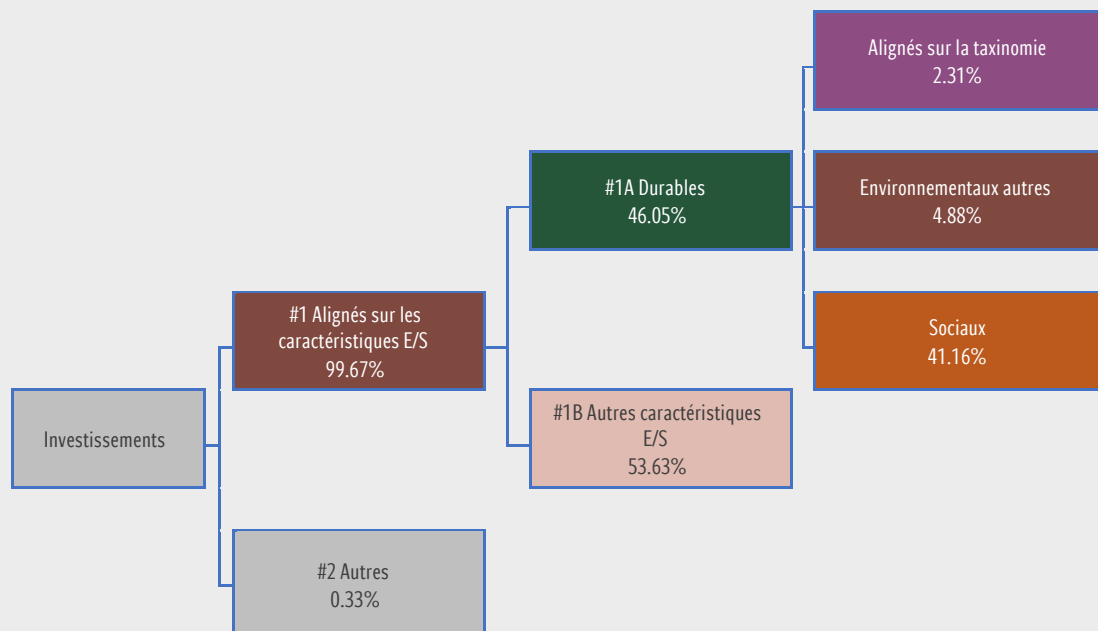 Alignés sur la taxinomie
2.31%
#1A Durables
46.05%
Environnementaux autres
4.88%
#1 Alignés sur les
caractéristiques E/S
99.67%
Sociaux
41.16%
Investissements
#1B Autres caractéristiques
E/S
53.63%
#2 Autres
0.33%